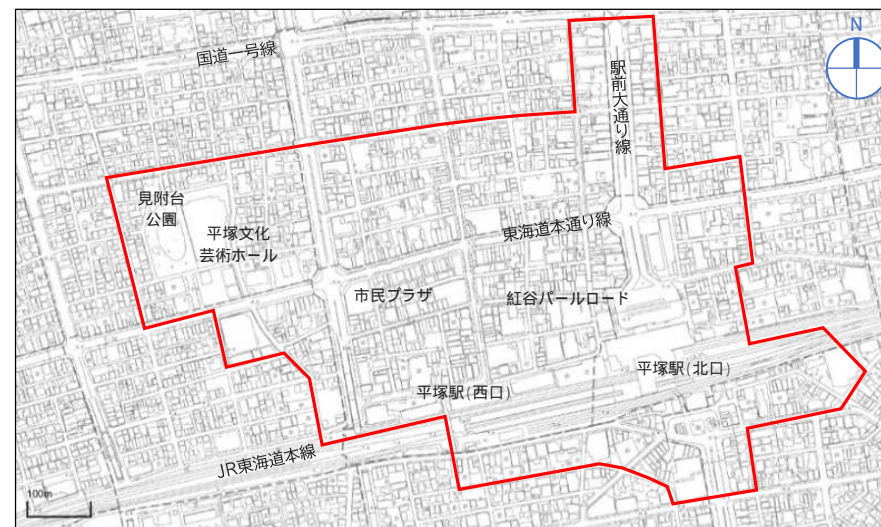 N
国道一号線
駅前大通り線
見附台
公園
平塚文化
芸術ホール
東海道本通り線
市民プラザ
紅谷パールロード
平塚駅(北口)
平塚駅(西口)
JR東海道本線
100m